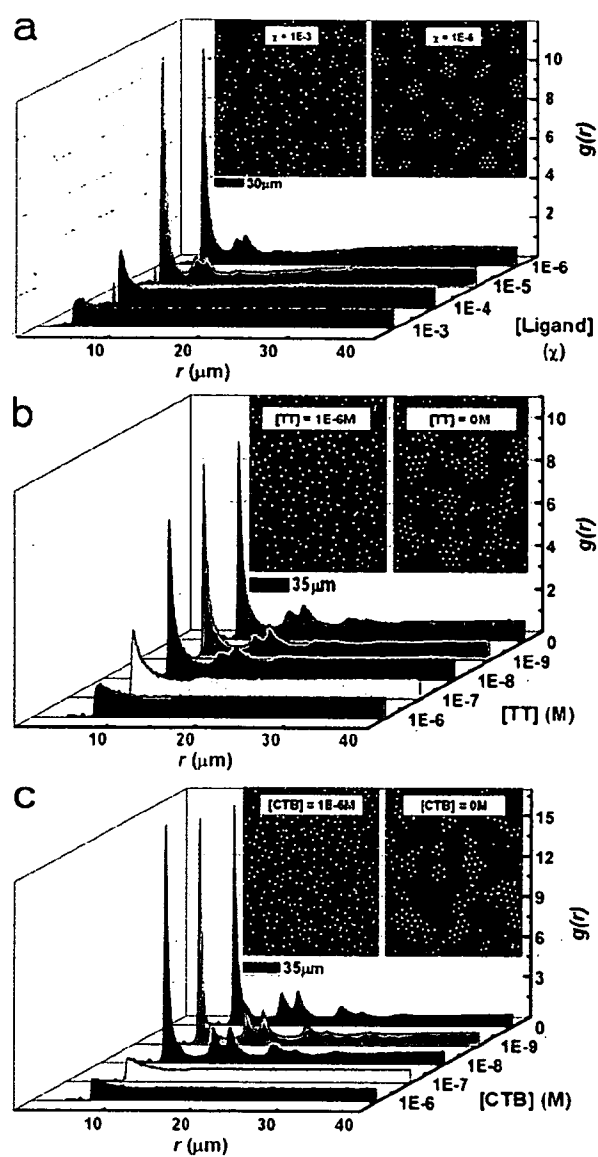 a
χ = 1E-3
χ = 1E-6
10
8
6
4
2
g(r)
30μm
1E-6
1E-5
1E-4
1E-3
[Ligand]
(χ)
10 20 30 40
r (μm)
b
[TT] = 1E-6M
[TT] = 0M
10
8
6
4
2
0
g(r)
35μm
1E-9
1E-8
1E-7
1E-6
[TT] (M)
10 20 30 40
r (μm)
c
[CTB] = 1E-6M
[CTB] = 0M
15
12
9
6
3
0
g(r)
35μm
1E-9
1E-8
1E-7
1E-6
[CTB] (M)
10 20 30 40
r (μm)